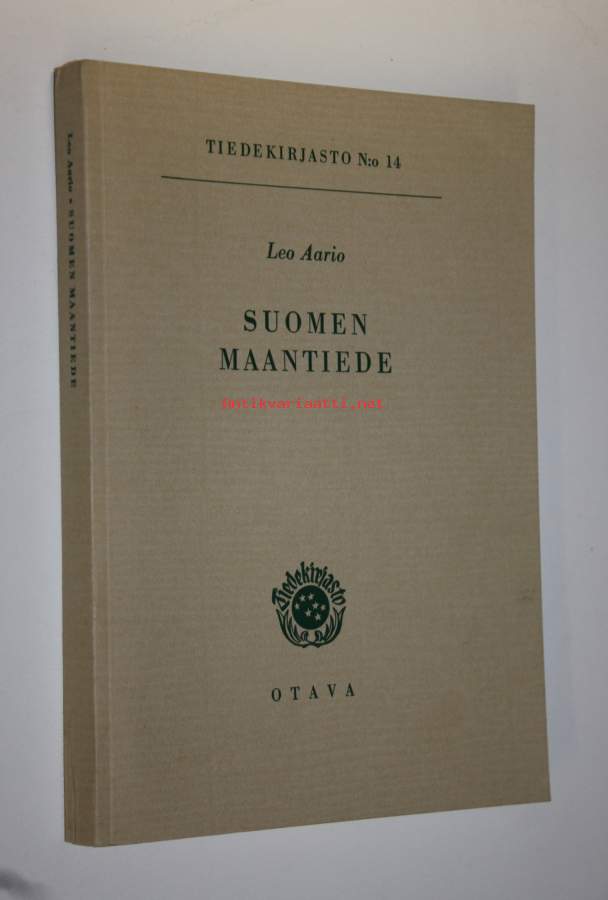 TIEDEKIRJASTO N:o 14
Leo Aario
SUOMEN
MAANTIEDE
antikvariaatti.net
Tiedekirjasto
OTAVA
Leo Aario • SUOMEN MAANTIEDE